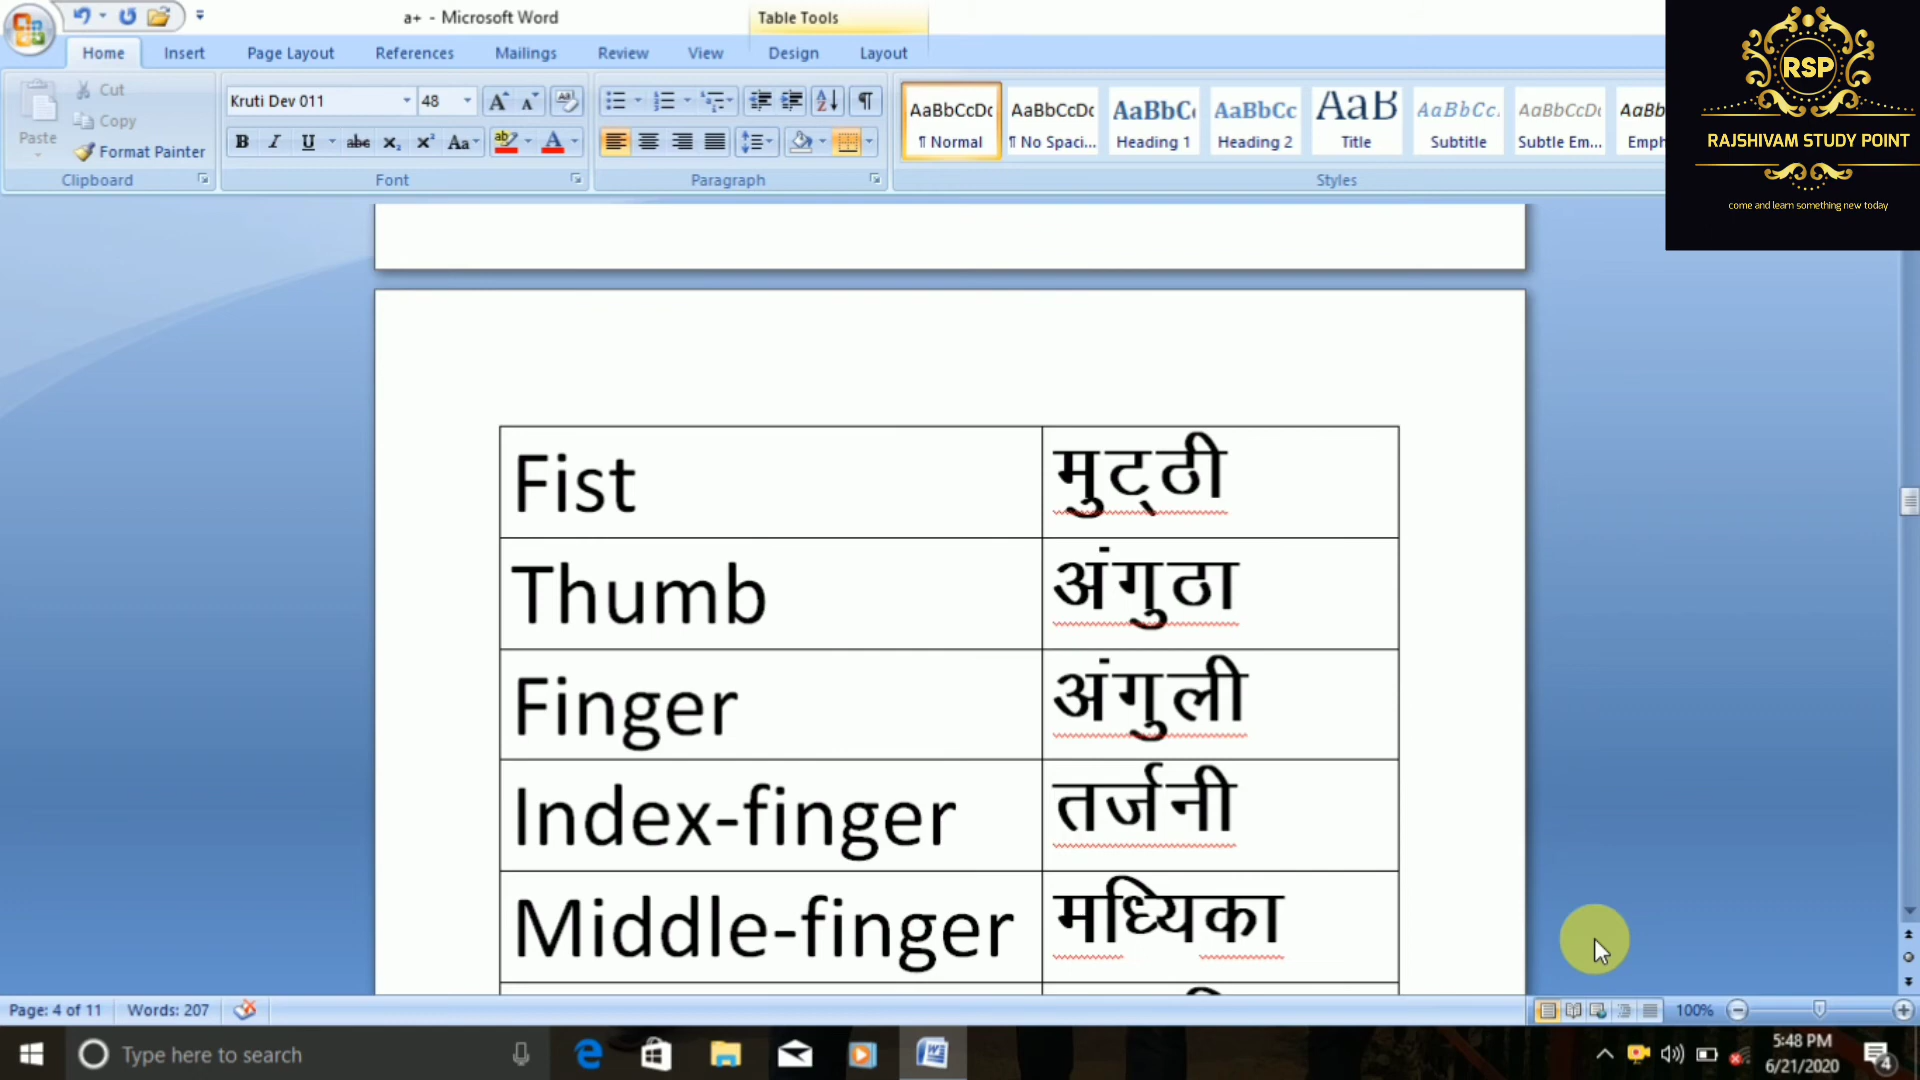 a+ - Microsoft Word
Table Tools
Home Insert Page Layout References Mailings Review View Design Layout
Paste
Cut
Copy
Format Painter
Clipboard
Kruti Dev 011 48
Font
Paragraph
AaBbCcDc AaBbCcDc AaBbC AaBbCc AaB AaBbCc. AaBbCcDc AaBb
¶ Normal ¶ No Spaci... Heading 1 Heading 2 Title Subtitle Subtle Em... Emph
Styles
RSP
RAJSHIVAM STUDY POINT
come and learn something new today
Fist मुट्ठी
Thumb अंगुठा
Finger अंगुली
Index-finger तर्जनी
Middle-finger मध्यिका
Page: 4 of 11 Words: 207 100%
Type here to search
5:48 PM
6/21/2020
4